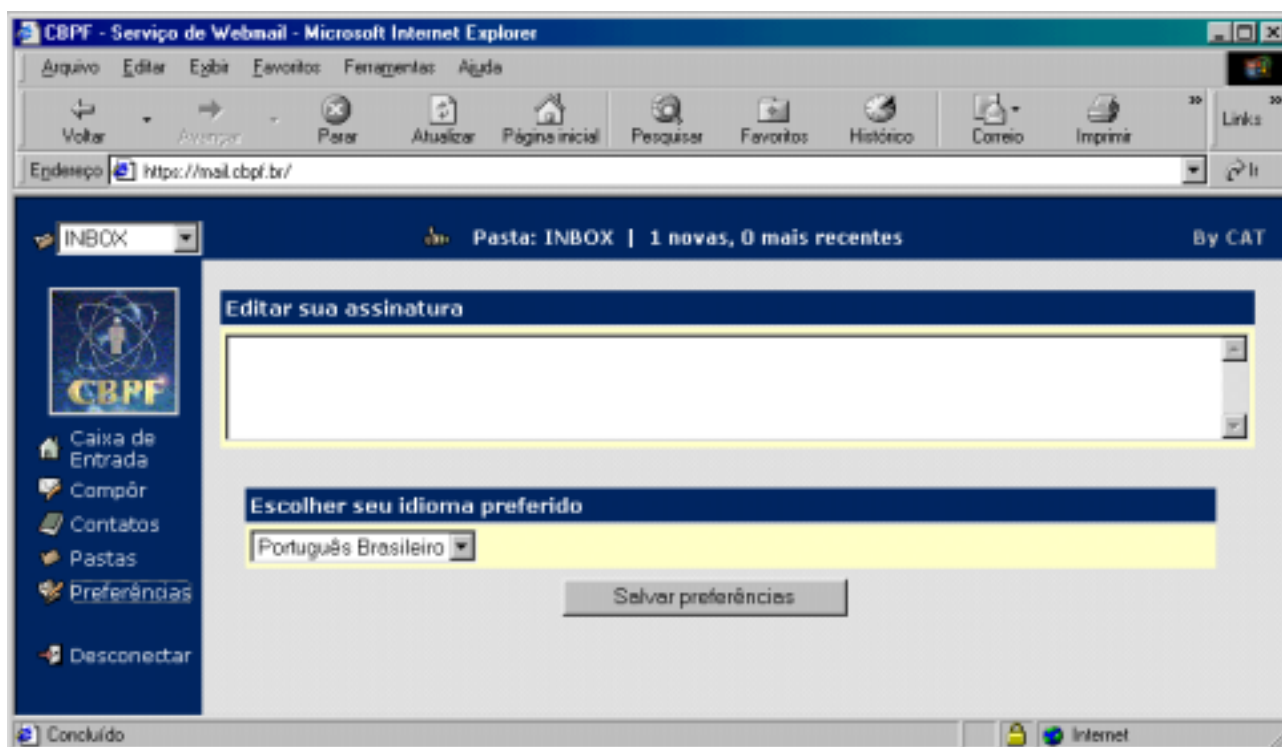 CBPF - Serviço de Webmail - Microsoft Internet Explorer
Arquivo Editar Exibir Favoritos Ferramentas Ajuda
Voltar Avançar Parar Atualizar Página inicial Pesquisar Favoritos Histórico Correio Imprimir Links
Endereço https://mail.cbpf.br/ Ir
INBOX Pasta: INBOX | 1 novas, 0 mais recentes By CAT
Editar sua assinatura
CBPF
Caixa de
Entrada
Compôr
Escolher seu idioma preferido
Contatos
Português Brasileiro
Pastas
Preferências
Salvar preferências
Desconectar
Concluído Internet